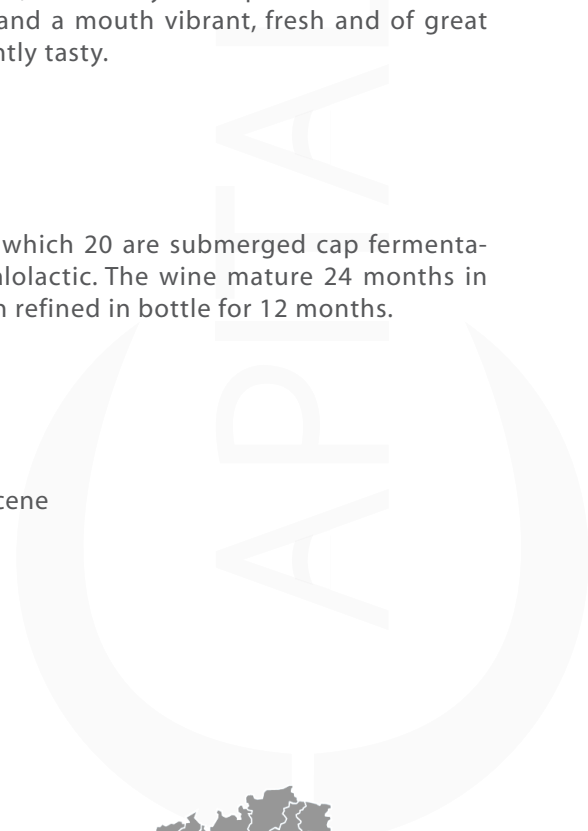 and a mouth vibrant, fresh and of great
ntly tasty.
which 20 are submerged cap fermenta-
alolactic. The wine mature 24 months in
n refined in bottle for 12 months.
cene
APITAL